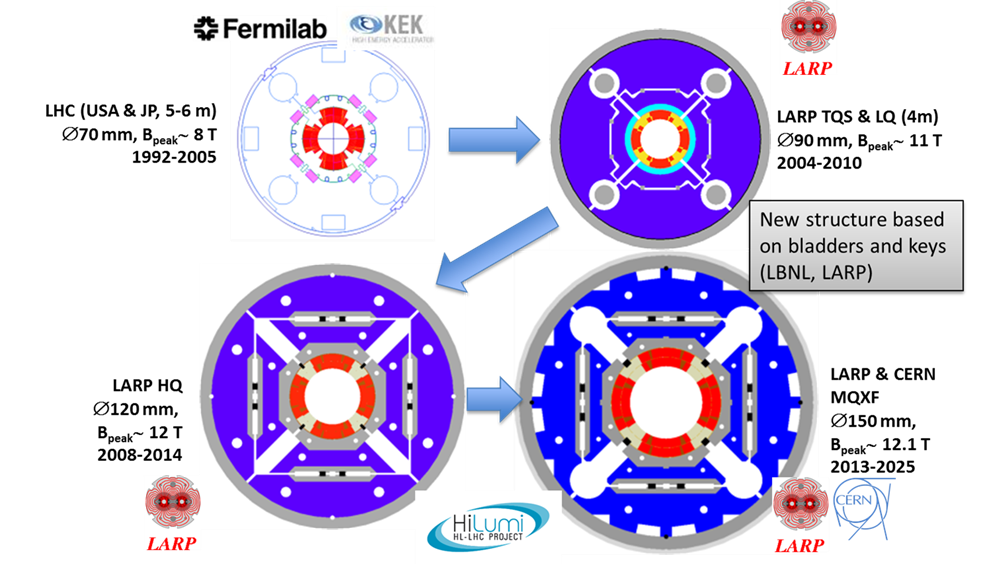 Fermilab
KEK
HIGH ENERGY ACCELERATOR
LARP
LHC (USA & JP, 5-6 m)
∅70 mm, Bpeak~ 8 T
1992-2005
LARP TQS & LQ (4m)
∅90 mm, Bpeak~ 11 T
2004-2010
New structure based
on bladders and keys
(LBNL, LARP)
LARP HQ
∅120 mm,
Bpeak~ 12 T
2008-2014
LARP & CERN
MQXF
∅150 mm,
Bpeak~ 12.1 T
2013-2025
LARP
HiLumi
HL-LHC PROJECT
LARP
CERN